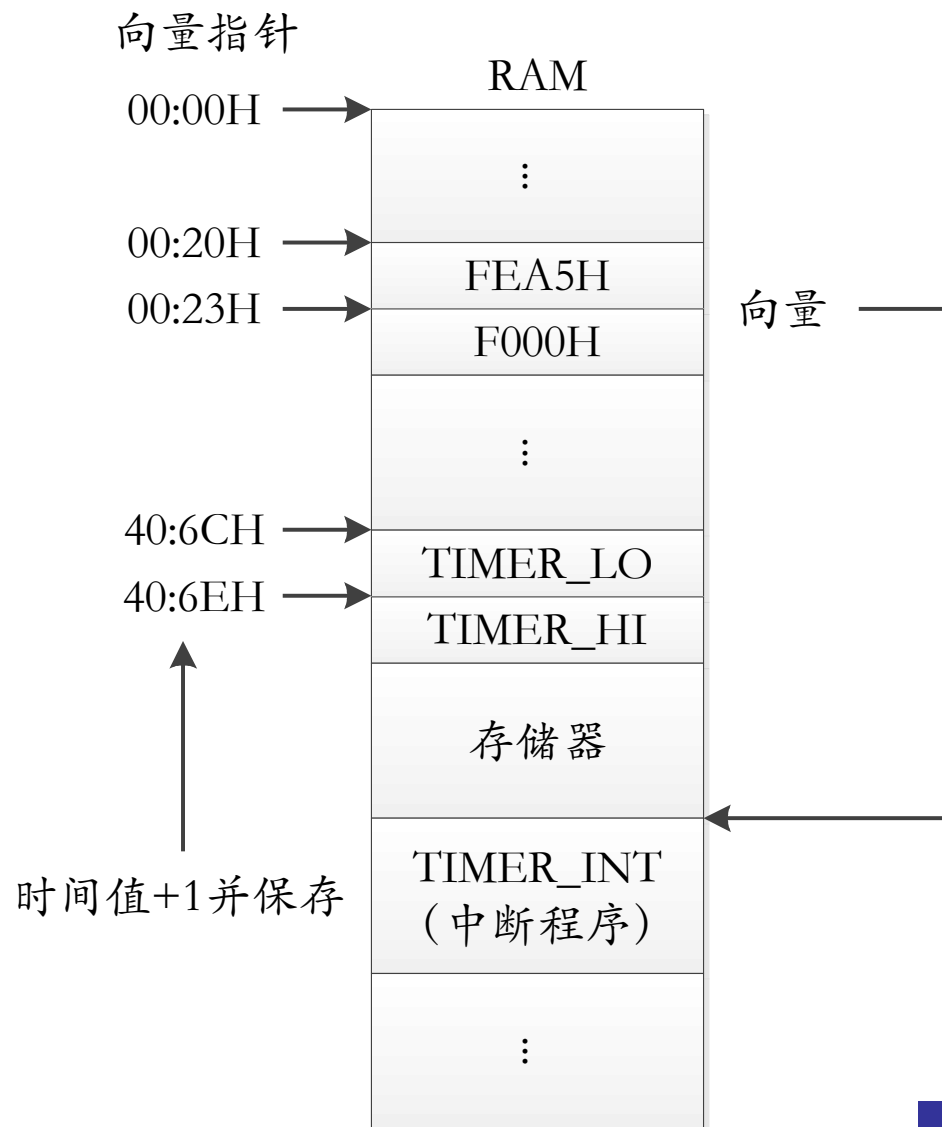 向量指针
RAM
00:00H
⋮
00:20H
FEA5H
00:23H
向量
F000H
⋮
40:6CH
TIMER_LO
40:6EH
TIMER_HI
存储器
TIMER_INT
(中断程序)
时间值+1并保存
⋮